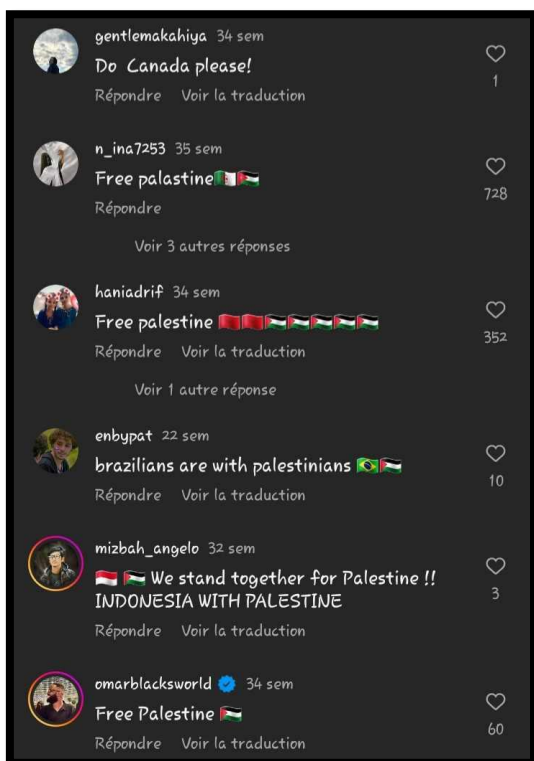 gentlemakahiya 34 sem
Do Canada please!
1
Répondre Voir la traduction
n_ina7253 35 sem
Free palastine🇩🇿🇵🇸
728
Répondre
Voir 3 autres réponses
haniadrif 34 sem
Free palestine 🇲🇦🇲🇦🇵🇸🇵🇸🇵🇸🇵🇸🇵🇸
352
Répondre Voir la traduction
Voir 1 autre réponse
enbypat 22 sem
brazilians are with palestinians 🇧🇷🇵🇸
10
Répondre Voir la traduction
mizbah_angelo 32 sem
🇮🇩 🇵🇸 We stand together for Palestine !!
INDONESIA WITH PALESTINE
3
Répondre Voir la traduction
omarblacksworld 34 sem
Free Palestine 🇵🇸
60
Répondre Voir la traduction